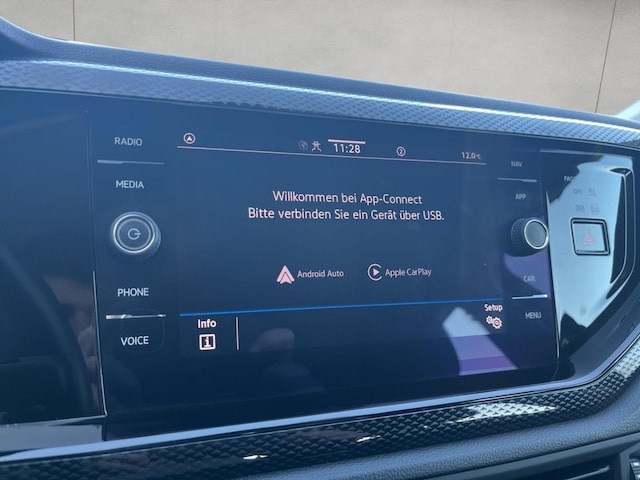 RADIO
MEDIA
PHONE
VOICE
11:28
2
12.0°C
Willkommen bei App-Connect
Bitte verbinden Sie ein Gerät über USB.
Android Auto
Apple CarPlay
Info
Setup
NAV
APP
CAR
MENU